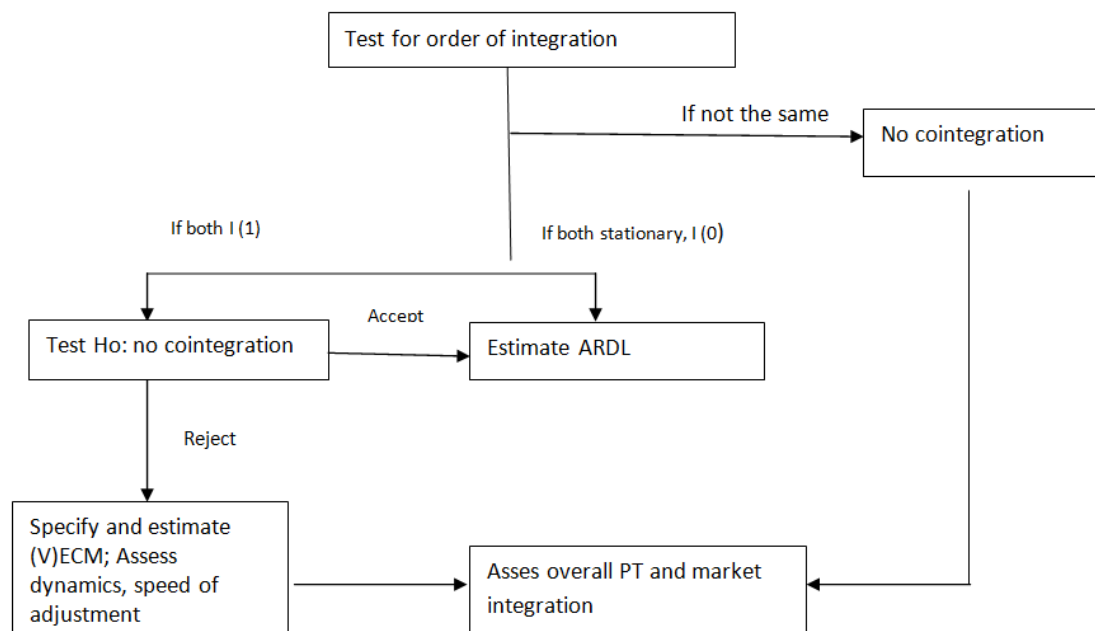 Test for order of integration
If not the same
No cointegration
If both I (1)
If both stationary, I (0)
Accept
Test Ho: no cointegration
Estimate ARDL
Reject
Specify and estimate
(V)ECM; Assess
dynamics, speed of
adjustment
Asses overall PT and market
integration